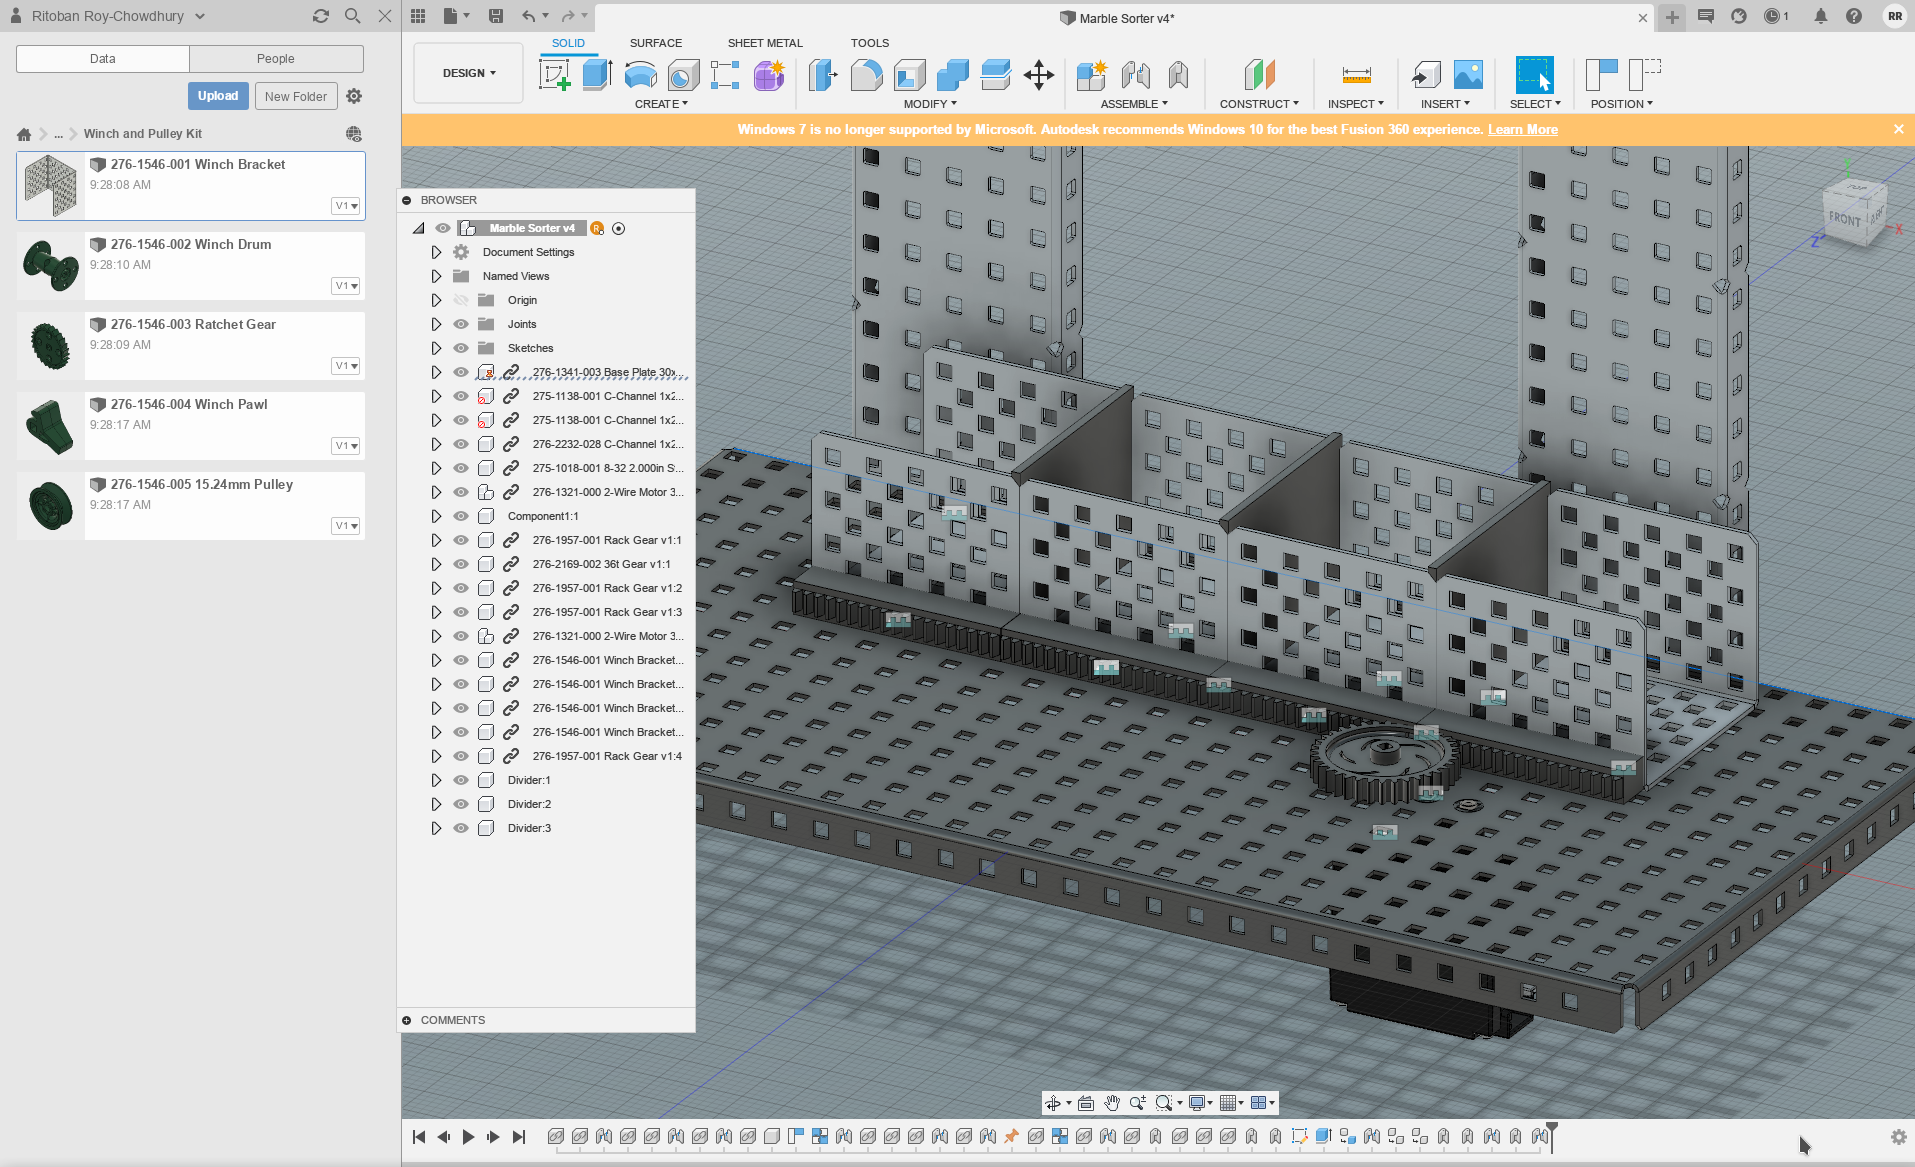 Ritoban Roy-Chowdhury
Data
People
Upload
New Folder
... Winch and Pulley Kit
276-1546-001 Winch Bracket
9:28:08 AM
V1
276-1546-002 Winch Drum
9:28:10 AM
V1
276-1546-003 Ratchet Gear
9:28:09 AM
V1
276-1546-004 Winch Pawl
9:28:17 AM
V1
276-1546-005 15.24mm Pulley
9:28:17 AM
V1
Marble Sorter v4*
1
RR
DESIGN
SOLID
SURFACE
SHEET METAL
TOOLS
CREATE
MODIFY
ASSEMBLE
CONSTRUCT
INSPECT
INSERT
SELECT
POSITION
Windows 7 is no longer supported by Microsoft. Autodesk recommends Windows 10 for the best Fusion 360 experience. Learn More
BROWSER
Marble Sorter v4
Document Settings
Named Views
Origin
Joints
Sketches
276-1341-003 Base Plate 30x...
275-1138-001 C-Channel 1x2...
275-1138-001 C-Channel 1x2...
276-2232-028 C-Channel 1x2...
275-1018-001 8-32 2.000in S...
276-1321-000 2-Wire Motor 3...
Component1:1
276-1957-001 Rack Gear v1:1
276-2169-002 36t Gear v1:1
276-1957-001 Rack Gear v1:2
276-1957-001 Rack Gear v1:3
276-1321-000 2-Wire Motor 3...
276-1546-001 Winch Bracket...
276-1546-001 Winch Bracket...
276-1546-001 Winch Bracket...
276-1546-001 Winch Bracket...
276-1957-001 Rack Gear v1:4
Divider:1
Divider:2
Divider:3
COMMENTS
Y
TOP
FRONT
X
Z